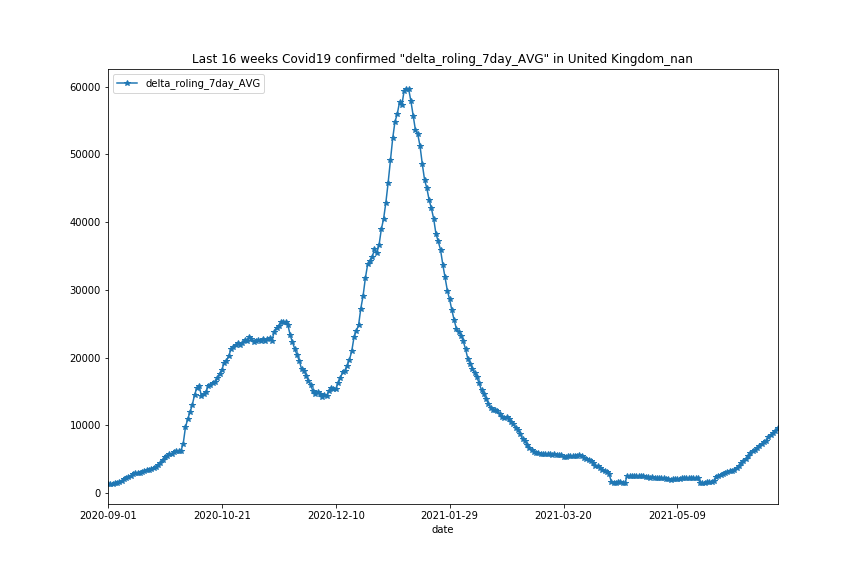 Last 16 weeks Covid19 confirmed "delta_roling_7day_AVG" in United Kingdom_nan
delta_roling_7day_AVG
60000
50000
40000
30000
20000
10000
0
2020-09-01 2020-10-21 2020-12-10 2021-01-29 2021-03-20 2021-05-09
date